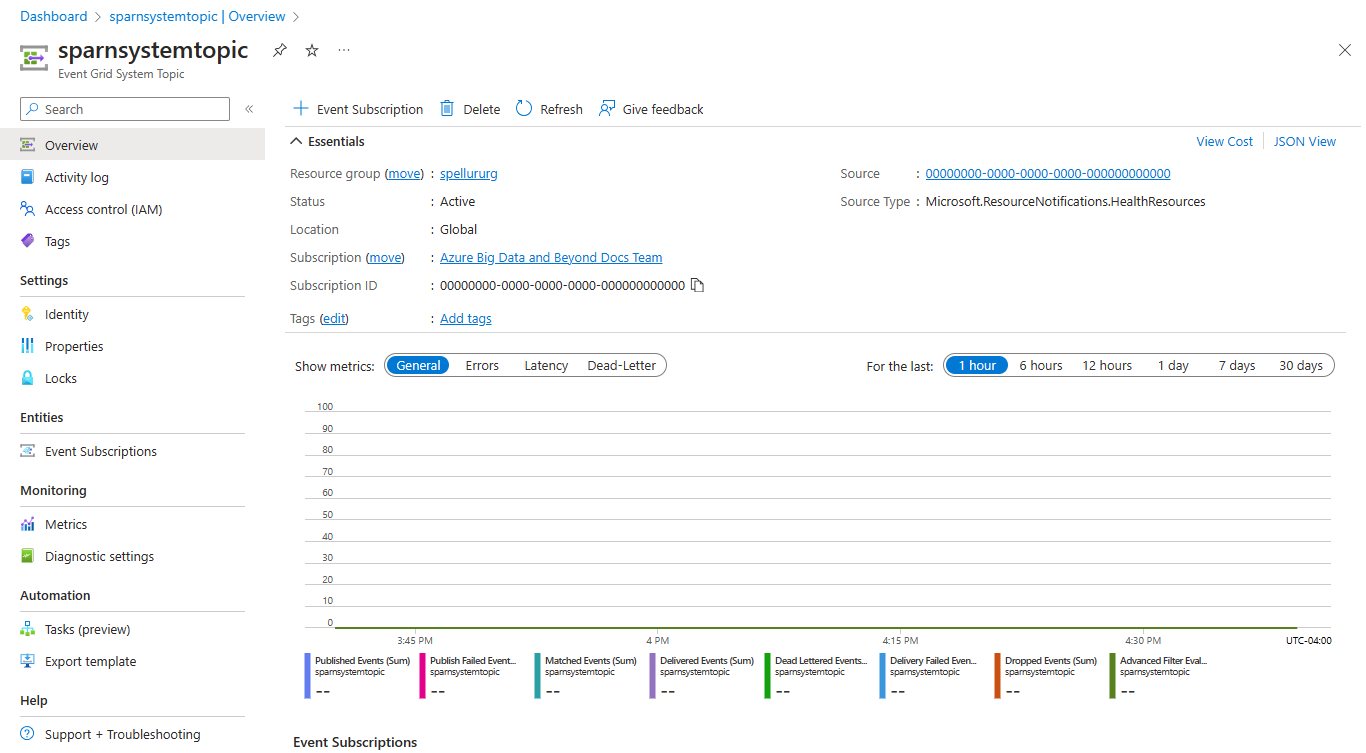 Dashboard > sparnsystemtopic | Overview >
sparnsystemtopic
Event Grid System Topic
Search
Overview
Activity log
Access control (IAM)
Tags
Settings
Identity
Properties
Locks
Entities
Event Subscriptions
Monitoring
Metrics
Diagnostic settings
Automation
Tasks (preview)
Export template
Help
Support + Troubleshooting
Event Subscription Delete Refresh Give feedback
Essentials
View Cost JSON View
Resource group (move) : spellururg
Status : Active
Location : Global
Subscription (move) : Azure Big Data and Beyond Docs Team
Subscription ID : 00000000-0000-0000-0000-000000000000
Tags (edit) : Add tags
Source : 00000000-0000-0000-0000-000000000000
Source Type : Microsoft.ResourceNotifications.HealthResources
Show metrics: General Errors Latency Dead-Letter
For the last: 1 hour 6 hours 12 hours 1 day 7 days 30 days
100
90
80
70
60
50
40
30
20
10
0
3:45 PM 4 PM 4:15 PM 4:30 PM UTC-04:00
Published Events (Sum)
sparnsystemtopic
--
Publish Failed Event...
sparnsystemtopic
--
Matched Events (Sum)
sparnsystemtopic
--
Delivered Events (Sum)
sparnsystemtopic
--
Dead Lettered Events...
sparnsystemtopic
--
Delivery Failed Even...
sparnsystemtopic
--
Dropped Events (Sum)
sparnsystemtopic
--
Advanced Filter Eval...
sparnsystemtopic
--
Event Subscriptions